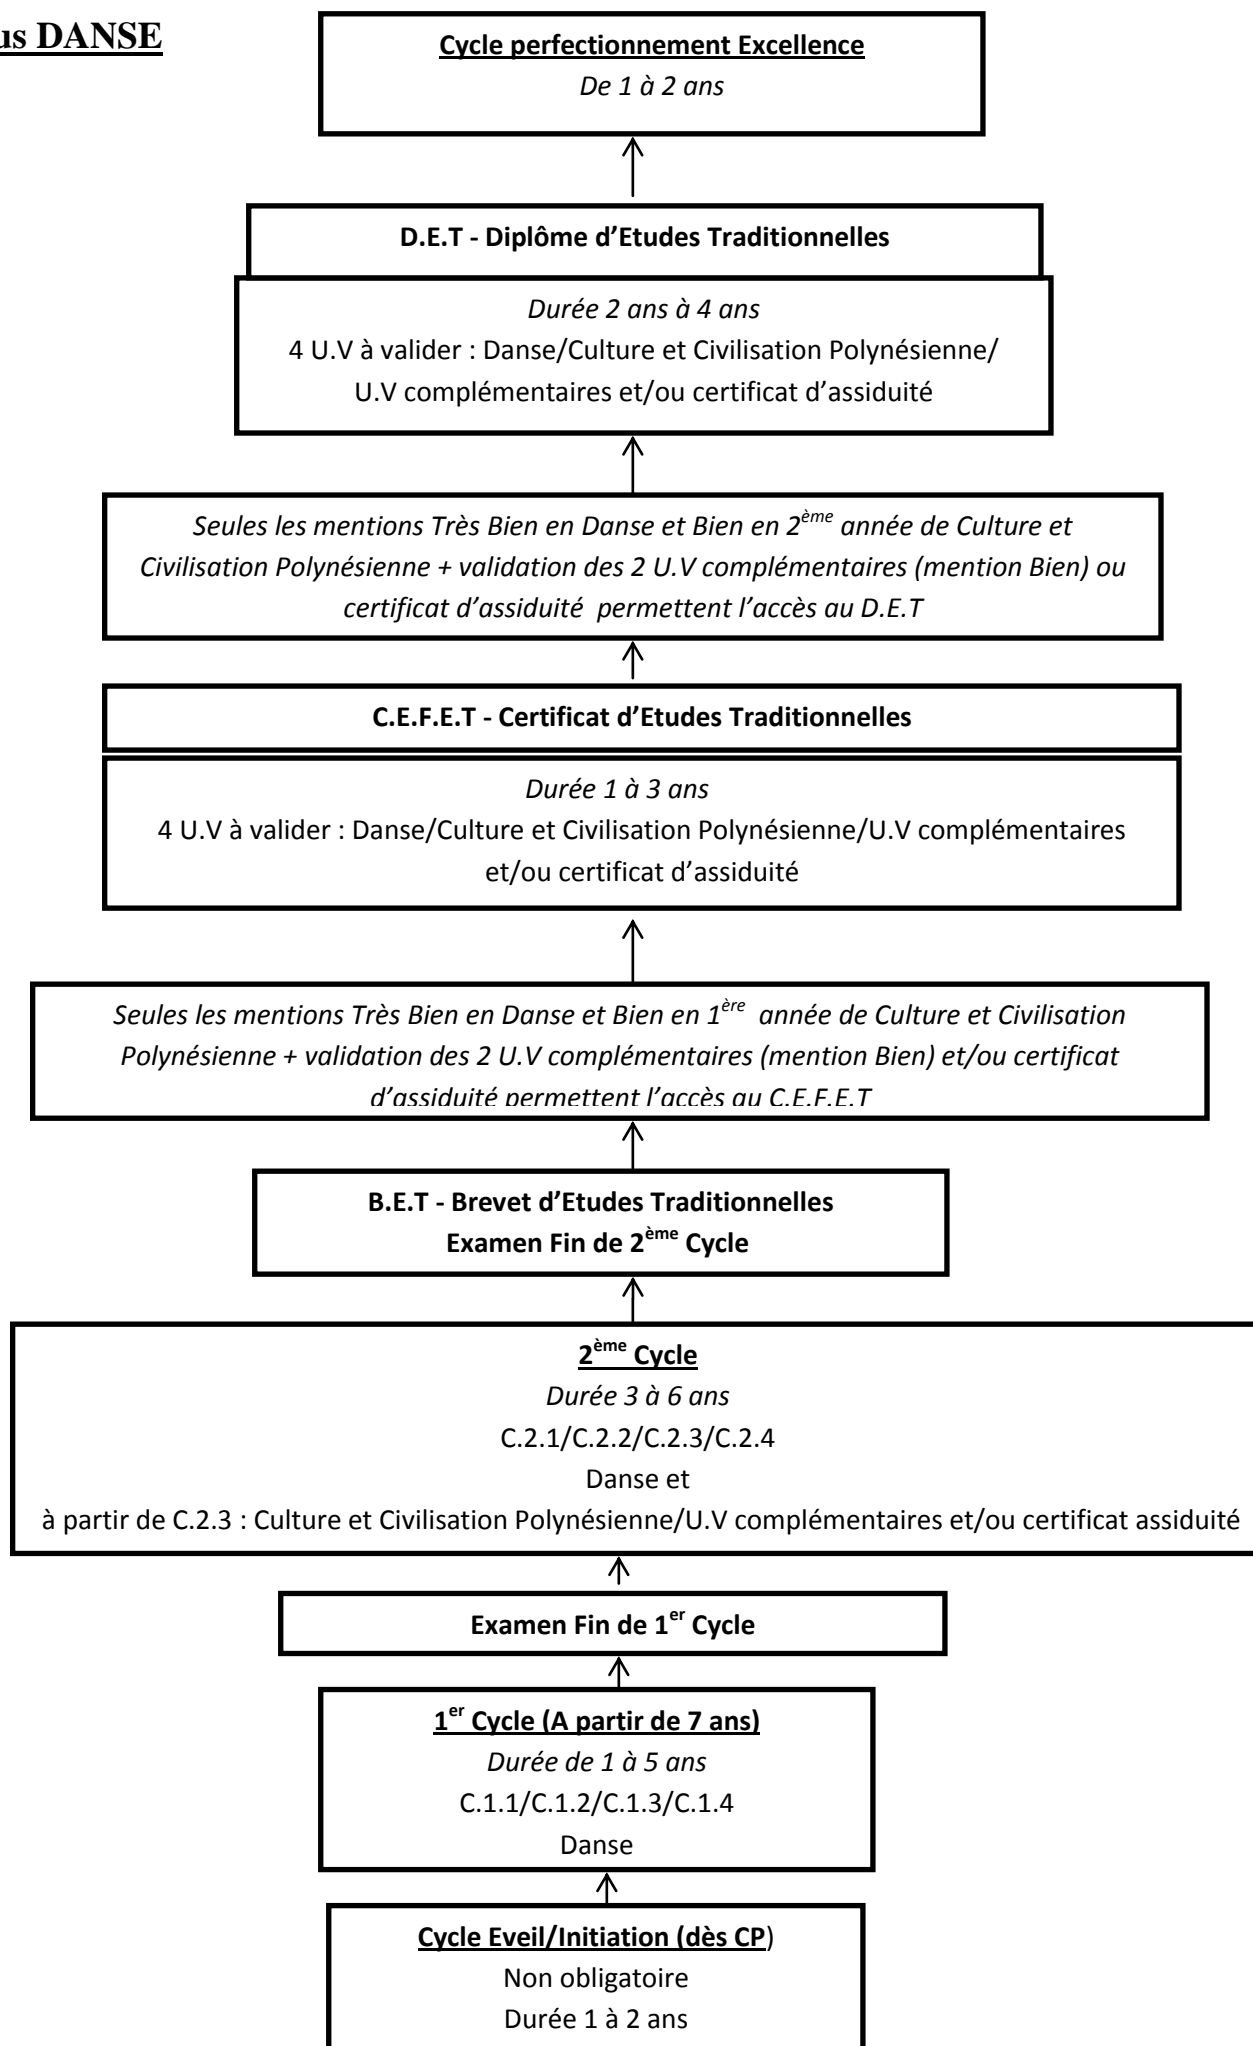 us DANSE
Cycle perfectionnement Excellence
De 1 à 2 ans
D.E.T - Diplôme d’Etudes Traditionnelles
Durée 2 ans à 4 ans
4 U.V à valider : Danse/Culture et Civilisation Polynésienne/
U.V complémentaires et/ou certificat d’assiduité
Seules les mentions Très Bien en Danse et Bien en 2ème année de Culture et
Civilisation Polynésienne + validation des 2 U.V complémentaires (mention Bien) ou
certificat d’assiduité permettent l’accès au D.E.T
C.E.F.E.T - Certificat d’Etudes Traditionnelles
Durée 1 à 3 ans
4 U.V à valider : Danse/Culture et Civilisation Polynésienne/U.V complémentaires
et/ou certificat d’assiduité
Seules les mentions Très Bien en Danse et Bien en 1ère année de Culture et Civilisation
Polynésienne + validation des 2 U.V complémentaires (mention Bien) et/ou certificat
d’assiduité permettent l’accès au C.E.F.E.T
B.E.T - Brevet d’Etudes Traditionnelles
Examen Fin de 2ème Cycle
2ème Cycle
Durée 3 à 6 ans
C.2.1/C.2.2/C.2.3/C.2.4
Danse et
à partir de C.2.3 : Culture et Civilisation Polynésienne/U.V complémentaires et/ou certificat assiduité
Examen Fin de 1er Cycle
1er Cycle (A partir de 7 ans)
Durée de 1 à 5 ans
C.1.1/C.1.2/C.1.3/C.1.4
Danse
Cycle Eveil/Initiation (dès CP)
Non obligatoire
Durée 1 à 2 ans